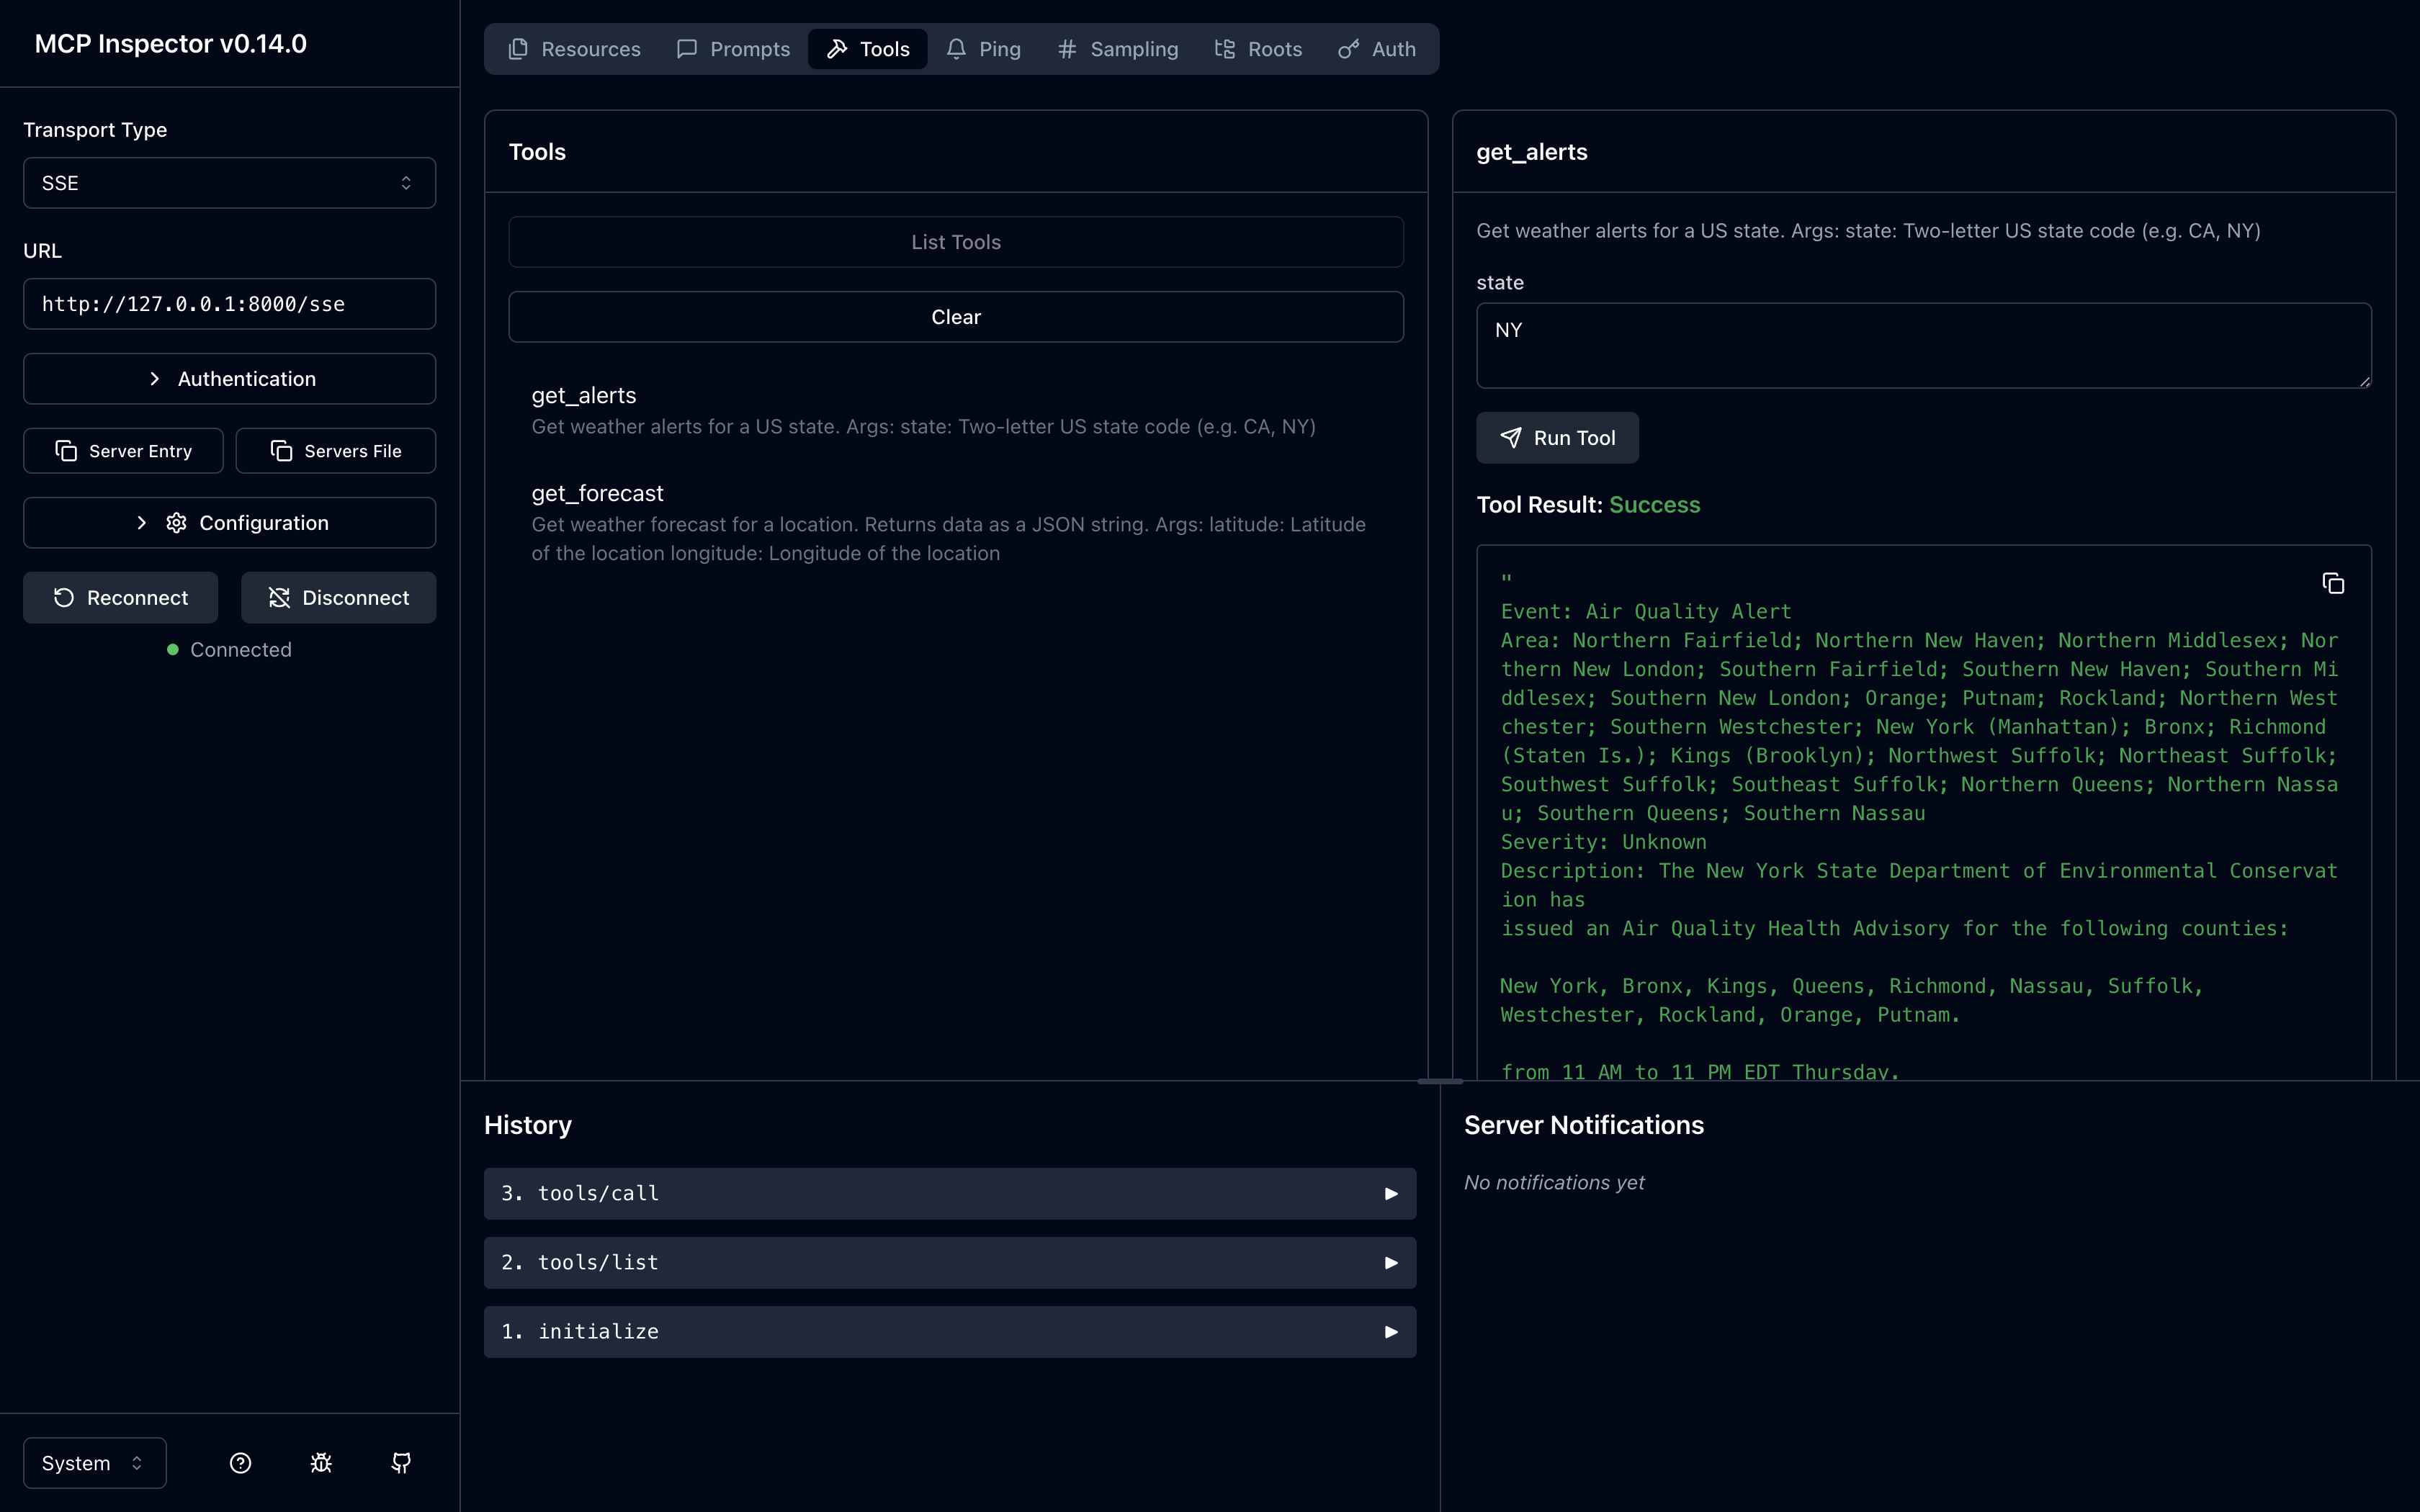 MCP Inspector v0.14.0
Transport Type
SSE
URL
http://127.0.0.1:8000/sse
Authentication
Server Entry
Servers File
Configuration
Reconnect
Disconnect
Connected
System
Resources
Prompts
Tools
Ping
Sampling
Roots
Auth
Tools
List Tools
Clear
get_alerts
Get weather alerts for a US state. Args: state: Two-letter US state code (e.g. CA, NY)
get_forecast
Get weather forecast for a location. Returns data as a JSON string. Args: latitude: Latitude
of the location longitude: Longitude of the location
get_alerts
Get weather alerts for a US state. Args: state: Two-letter US state code (e.g. CA, NY)
state
NY
Run Tool
Tool Result: Success
"
Event: Air Quality Alert
Area: Northern Fairfield; Northern New Haven; Northern Middlesex; Nor
thern New London; Southern Fairfield; Southern New Haven; Southern Mi
ddlesex; Southern New London; Orange; Putnam; Rockland; Northern West
chester; Southern Westchester; New York (Manhattan); Bronx; Richmond
(Staten Is.); Kings (Brooklyn); Northwest Suffolk; Northeast Suffolk;
Southwest Suffolk; Southeast Suffolk; Northern Queens; Northern Nassa
u; Southern Queens; Southern Nassau
Severity: Unknown
Description: The New York State Department of Environmental Conservat
ion has
issued an Air Quality Health Advisory for the following counties:
New York, Bronx, Kings, Queens, Richmond, Nassau, Suffolk,
Westchester, Rockland, Orange, Putnam.
from 11 AM to 11 PM EDT Thursday.
History
3. tools/call
2. tools/list
1. initialize
Server Notifications
No notifications yet